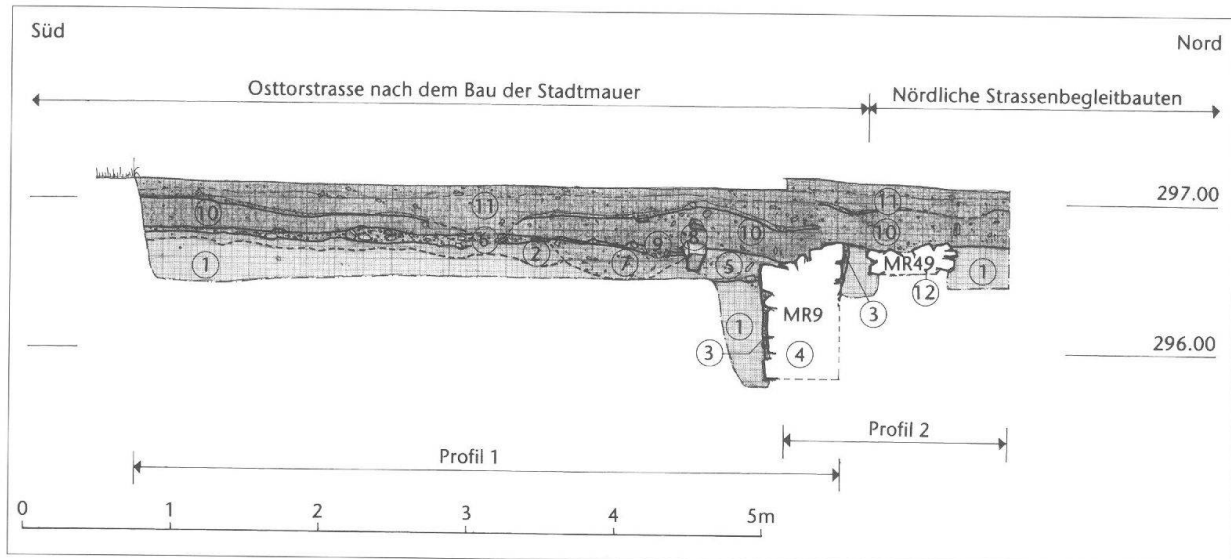 Süd
Nord
Osttorstrasse nach dem Bau der Stadtmauer
Nördliche Strassenbegleitbauten
297.00
11 11
10 10 10
6 2 9 8
1 7 5 MR49 1
12
1 MR9 3
3 4
296.00
Profil 2
Profil 1
0 1 2 3 4 5m